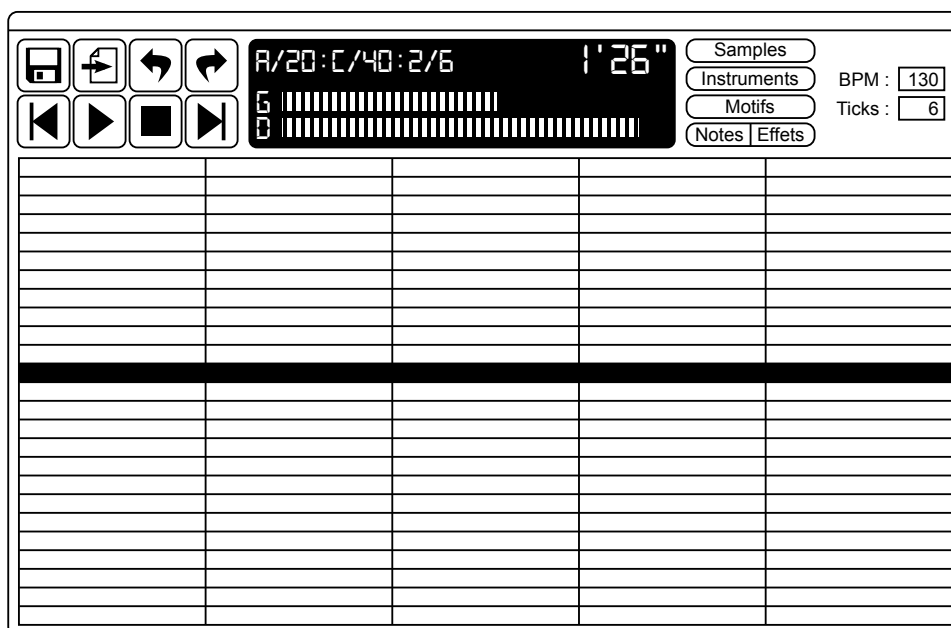 A/20:C/40:2/6 1'26"
G
D
Samples
Instruments
Motifs
Notes Effets
BPM : 130
Ticks : 6